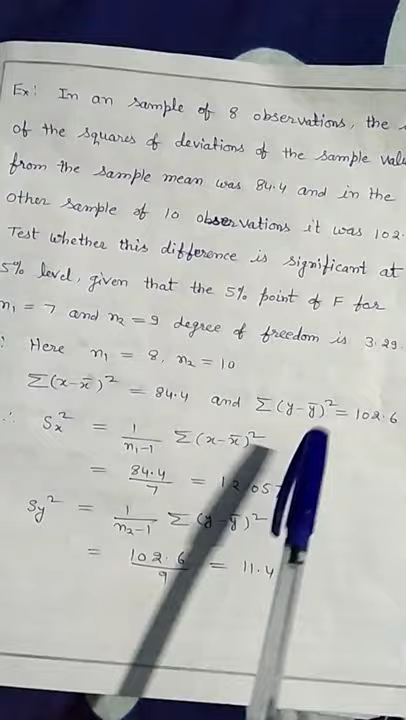 Ex: In an sample of 8 observations, the
of the squares of deviations of the sample valu
from the sample mean was 84.4 and in the
other sample of 10 observations it was 102.
Test whether this difference is significant at
5% level, given that the 5% point of F for
n₁ = 7 and n₂ = 9 degree of freedom is 3.29.
: Here n₁ = 8, n₂ = 10
∑(x-x̄)² = 84.4 and ∑(y-ȳ)² = 102.6
∴ Sx² = 1/(n₁-1) ∑(x-x̄)²
= 84.4/7 = 12.057
Sy² = 1/(n₂-1) ∑(y-ȳ)²
= 102.6/9 = 11.4